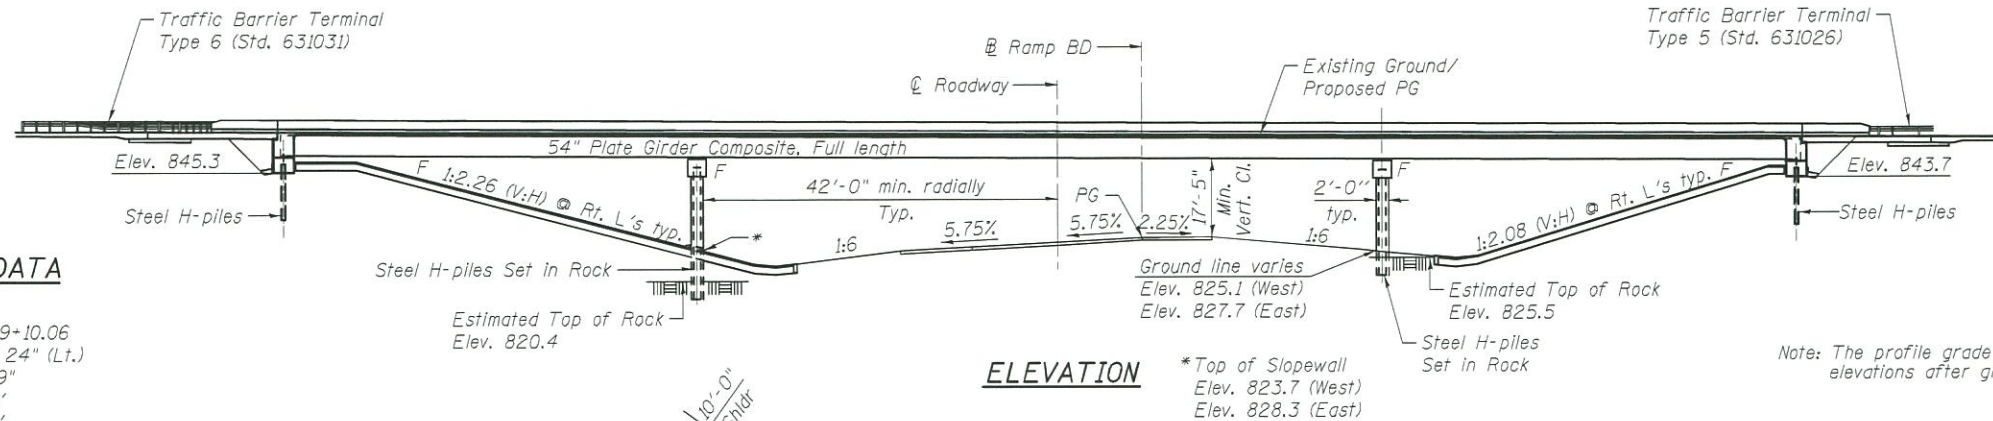 Traffic Barrier Terminal
Type 6 (Std. 631031)
Traffic Barrier Terminal
Type 5 (Std. 631026)
℄ Ramp BD
℄ Roadway
Existing Ground/
Proposed PG
54" Plate Girder Composite, Full length
Elev. 845.3
Elev. 843.7
F
1:2.26 (V:H) @ Rt. L's typ.
F
F
1:2.08 (V:H) @ Rt. L's typ.
F
42'-0" min. radially
Typ.
PG
17'-5"
Min.
Vert. Cl.
2'-0"
typ.
Steel H-piles
Steel H-piles
*
1:6
5.75%
5.75%
2.25%
1:6
Steel H-piles Set in Rock
Ground line varies
Elev. 825.1 (West)
Elev. 827.7 (East)
Estimated Top of Rock
Elev. 820.4
Estimated Top of Rock
Elev. 825.5
Steel H-piles
Set in Rock
DATA
9+10.06
24" (Lt.)
9"
10'-0"
Shldr
ELEVATION
*Top of Slopewall
Elev. 823.7 (West)
Elev. 828.3 (East)
Note: The profile grade
elevations after g